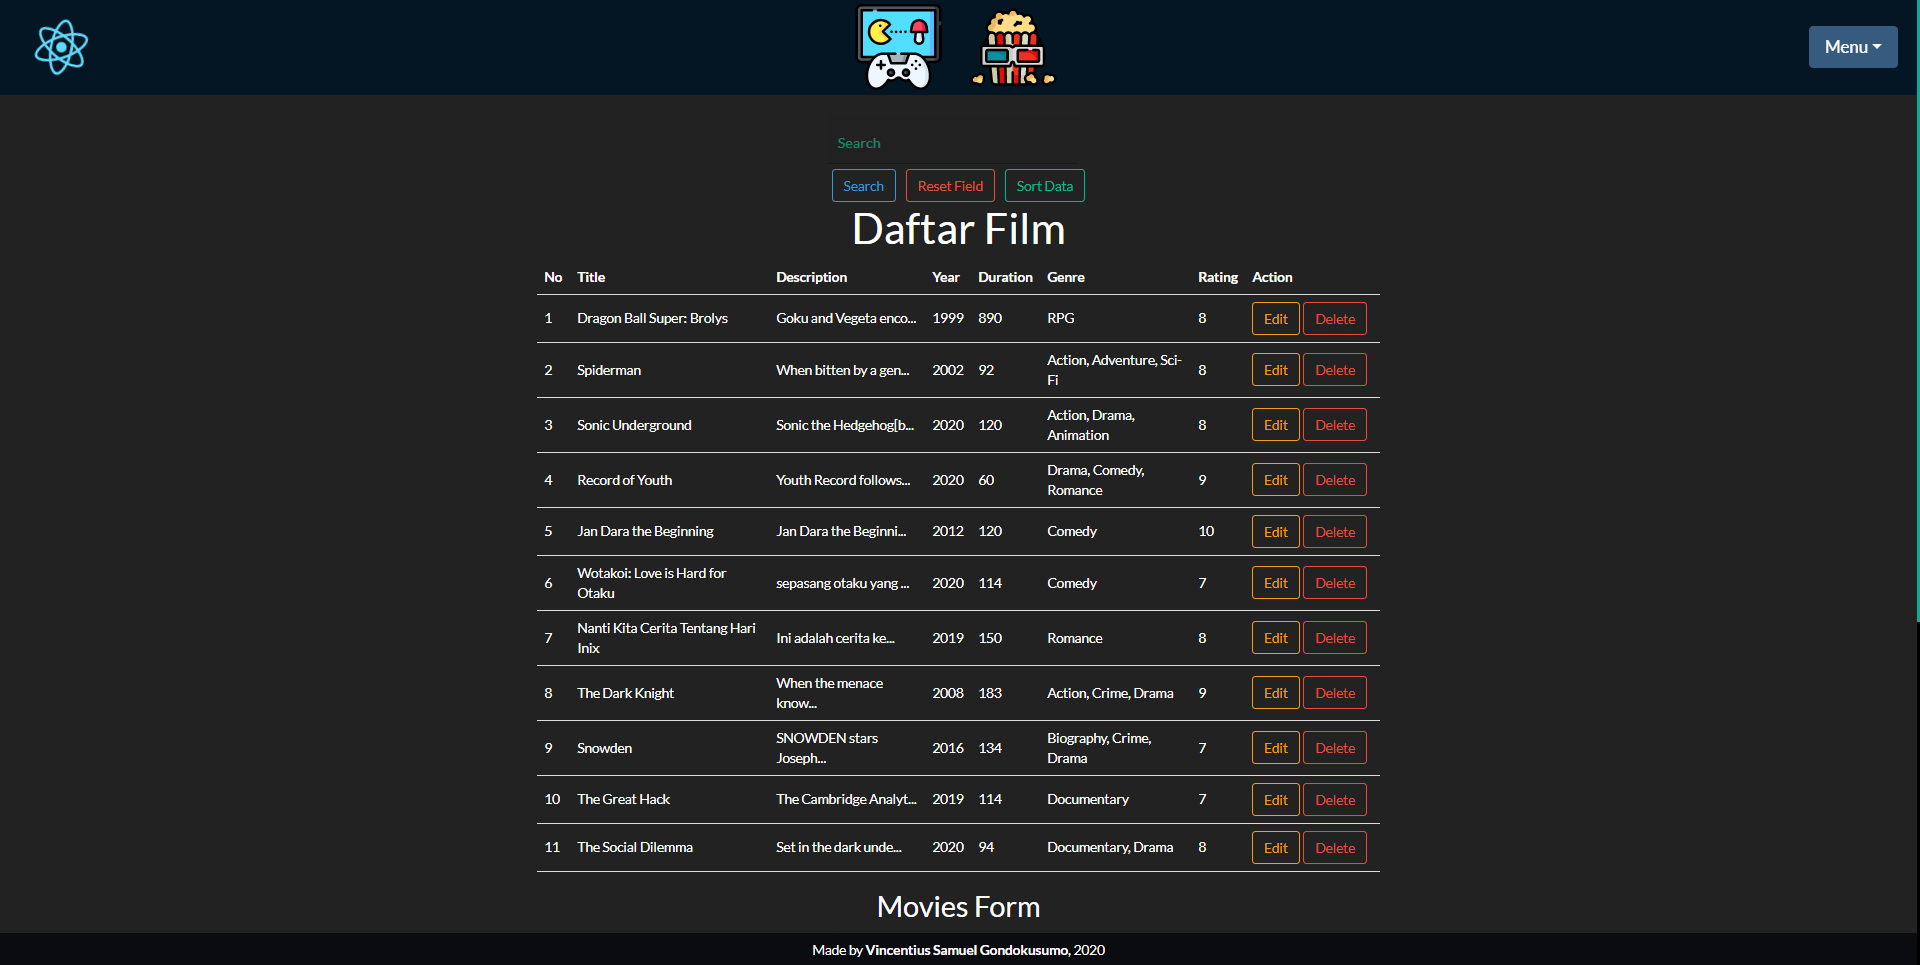 Menu
Search
Search Reset Field Sort Data
Daftar Film
No Title Description Year Duration Genre Rating Action
1 Dragon Ball Super: Brolys Goku and Vegeta enco... 1999 890 RPG 8 Edit Delete
2 Spiderman When bitten by a gen... 2002 92 Action, Adventure, Sci-
Fi 8 Edit Delete
3 Sonic Underground Sonic the Hedgehog[b... 2020 120 Action, Drama,
Animation 8 Edit Delete
4 Record of Youth Youth Record follows... 2020 60 Drama, Comedy,
Romance 9 Edit Delete
5 Jan Dara the Beginning Jan Dara the Beginni... 2012 120 Comedy 10 Edit Delete
6 Wotakoi: Love is Hard for
Otaku sepasang otaku yang ... 2020 114 Comedy 7 Edit Delete
7 Nanti Kita Cerita Tentang Hari
Inix Ini adalah cerita ke... 2019 150 Romance 8 Edit Delete
8 The Dark Knight When the menace
know... 2008 183 Action, Crime, Drama 9 Edit Delete
9 Snowden SNOWDEN stars
Joseph... 2016 134 Biography, Crime,
Drama 7 Edit Delete
10 The Great Hack The Cambridge Analyt... 2019 114 Documentary 7 Edit Delete
11 The Social Dilemma Set in the dark unde... 2020 94 Documentary, Drama 8 Edit Delete
Movies Form
Made by Vincentius Samuel Gondokusumo, 2020